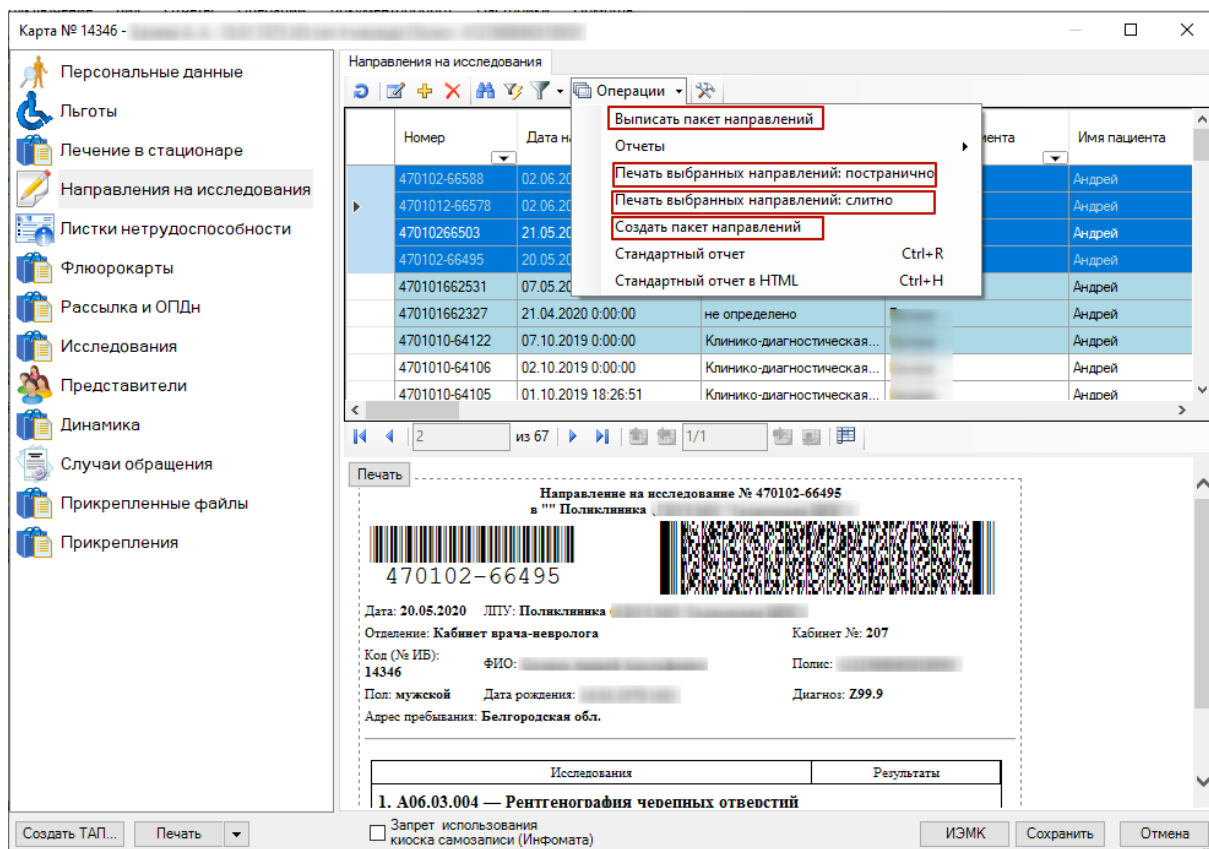 Карта № 14346 -
Персональные данные
Льготы
Лечение в стационаре
Направления на исследования
Листки нетрудоспособности
Флюорокарты
Рассылка и ОПДн
Исследования
Представители
Динамика
Случаи обращения
Прикрепленные файлы
Прикрепления
Направления на исследования
Операции
Выписать пакет направлений
Отчеты
Печать выбранных направлений: постранично
Печать выбранных направлений: слитно
Создать пакет направлений
Стандартный отчет Ctrl+R
Стандартный отчет в HTML Ctrl+H
Номер Дата Имя пациента
470102-66588 02.06.20 Андрей
4701012-66578 02.06.20 Андрей
47010266503 21.05.20 Андрей
470102-66495 20.05.20 Андрей
470101662531 07.05.20 Андрей
470101662327 21.04.2020 0:00:00 не определено Андрей
4701010-64122 07.10.2019 0:00:00 Клинико-диагностическая... Андрей
4701010-64106 02.10.2019 0:00:00 Клинико-диагностическая... Андрей
4701010-64105 01.10.2019 18:26:51 Клинико-диагностическая... Андрей
2 из 67 1/1
Печать
Направление на исследование № 470102-66495
в "" Поликлиника
470102-66495
Дата: 20.05.2020 ЛПУ: Поликлиника
Отделение: Кабинет врача-невролога Кабинет №: 207
Код (№ ИБ):
14346 ФИО: Полис:
Пол: мужской Дата рождения: Диагноз: Z99.9
Адрес пребывания: Белгородская обл.
Исследования Результаты
1. A06.03.004 — Рентгенография черепных отверстий
Создать ТАП... Печать
Запрет использования
киоска самозаписи (Инфомата)
ИЭМК Сохранить Отмена